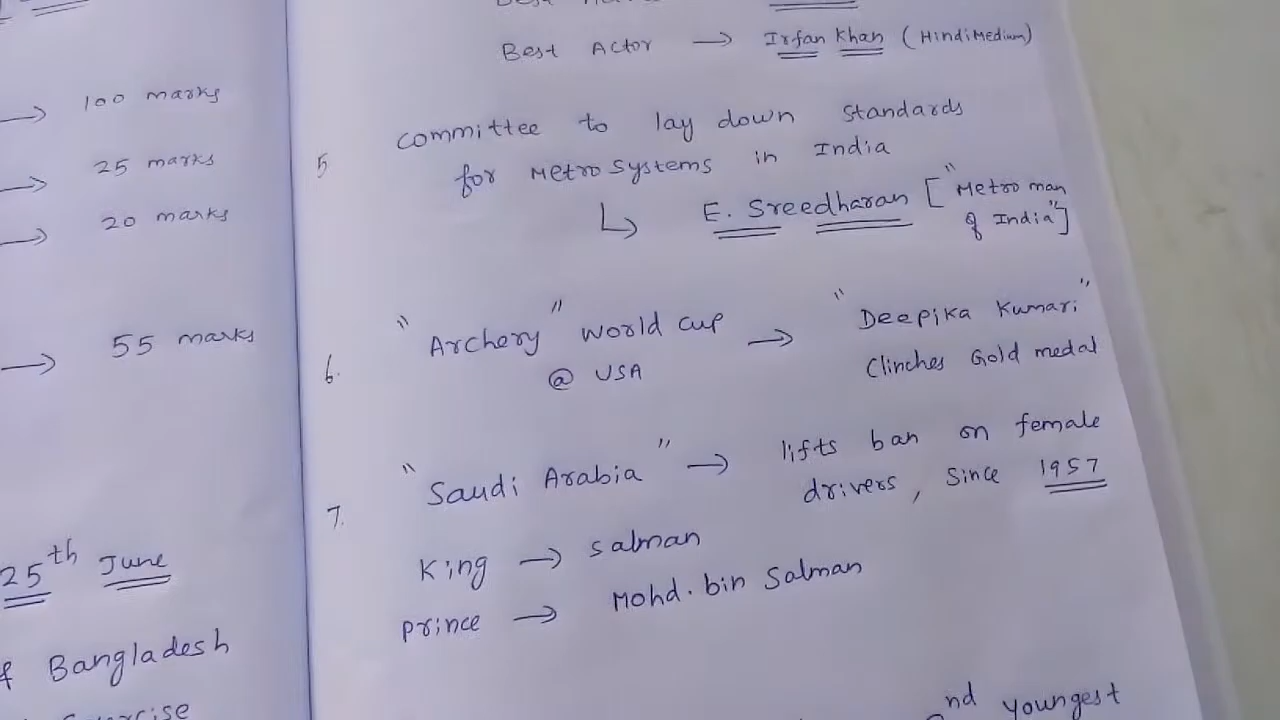 → 100 marks
→ 25 marks
→ 20 marks
→ 55 marks
25th June
Bangladesh
Best Actor → Irfan Khan (Hindi Medium)
5 committee to lay down standards
for Metro systems in India
↳ E. Sreedharan ["Metro man
of India"]
6. "Archery" world cup → "Deepika Kumari"
@ USA Clinches Gold medal
7. "Saudi Arabia" → lifts ban on female
drivers, since 1957
King → salman
prince → Mohd. bin Salman
nd youngest